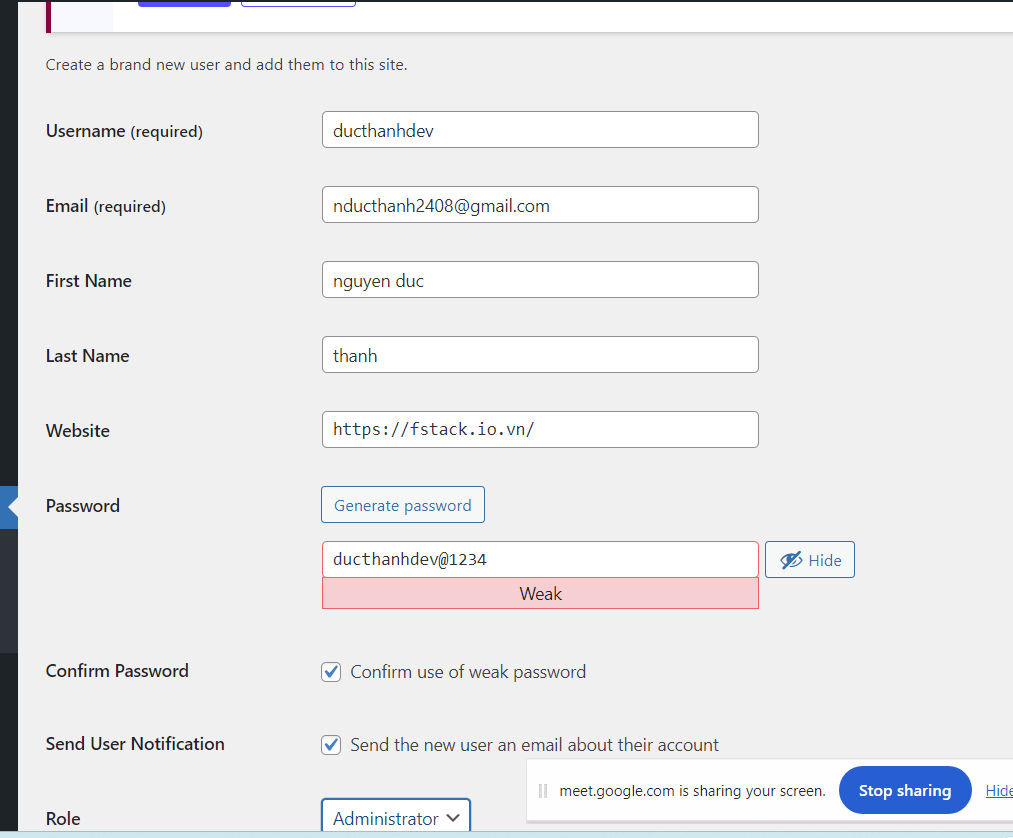 Create a brand new user and add them to this site.
Username (required)
ducthanhdev
Email (required)
nducthanh2408@gmail.com
First Name
nguyen duc
Last Name
thanh
Website
https://fstack.io.vn/
Password
Generate password
ducthanhdev@1234
Hide
Weak
Confirm Password
Confirm use of weak password
Send User Notification
Send the new user an email about their account
meet.google.com is sharing your screen.
Stop sharing
Hide
Role
Administrator